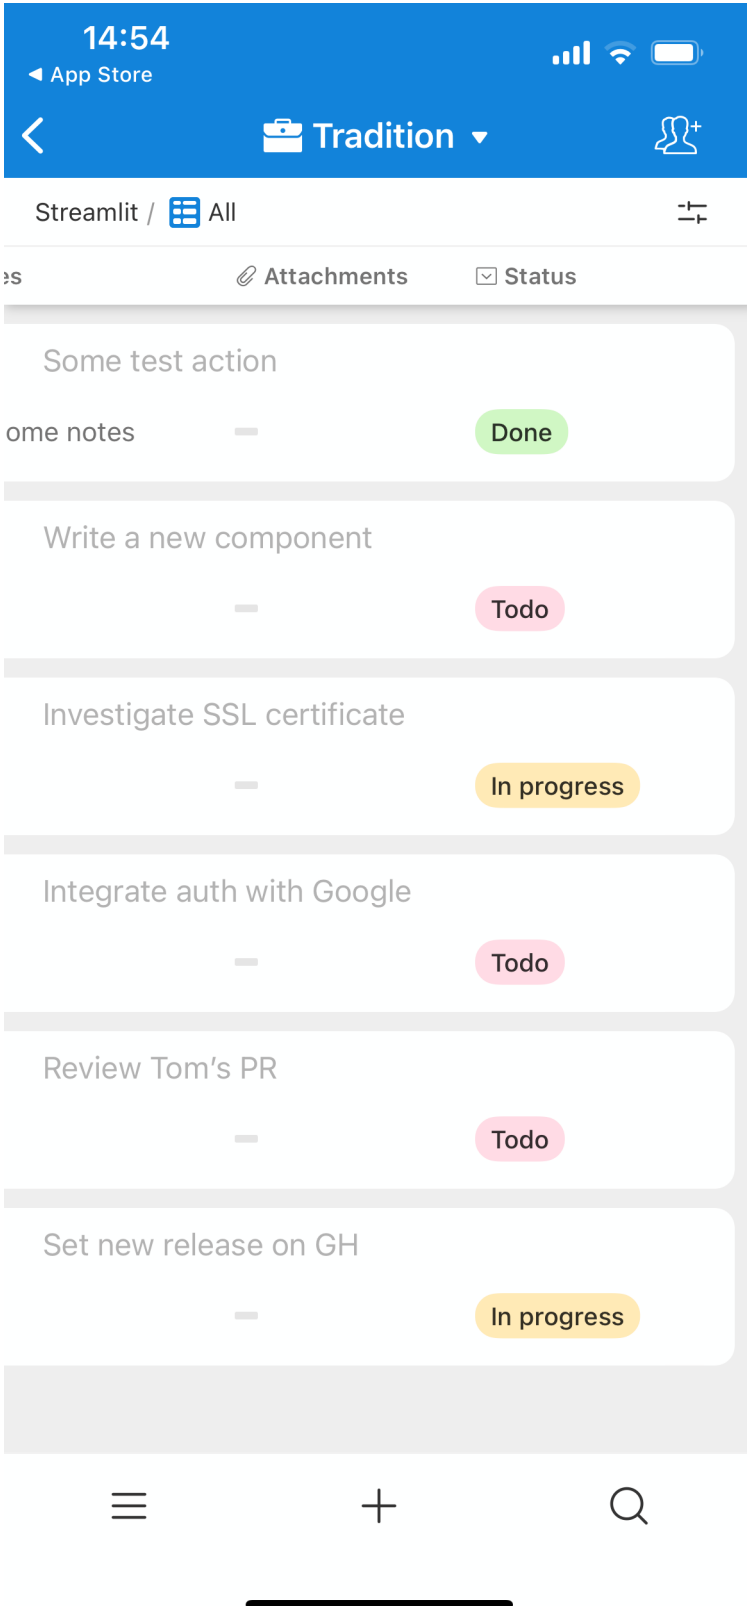 14:54
App Store
Tradition
Streamlit / All
es Attachments Status
Some test action
ome notes Done
Write a new component
Todo
Investigate SSL certificate
In progress
Integrate auth with Google
Todo
Review Tom’s PR
Todo
Set new release on GH
In progress